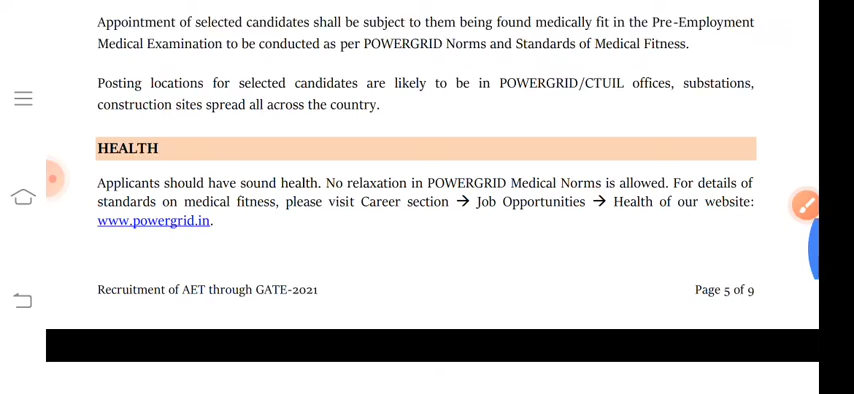 Appointment of selected candidates shall be subject to them being found medically fit in the Pre-Employment
Medical Examination to be conducted as per POWERGRID Norms and Standards of Medical Fitness.
Posting locations for selected candidates are likely to be in POWERGRID/CTUIL offices, substations,
construction sites spread all across the country.
HEALTH
Applicants should have sound health. No relaxation in POWERGRID Medical Norms is allowed. For details of
standards on medical fitness, please visit Career section → Job Opportunities → Health of our website:
www.powergrid.in.
Recruitment of AET through GATE-2021 Page 5 of 9